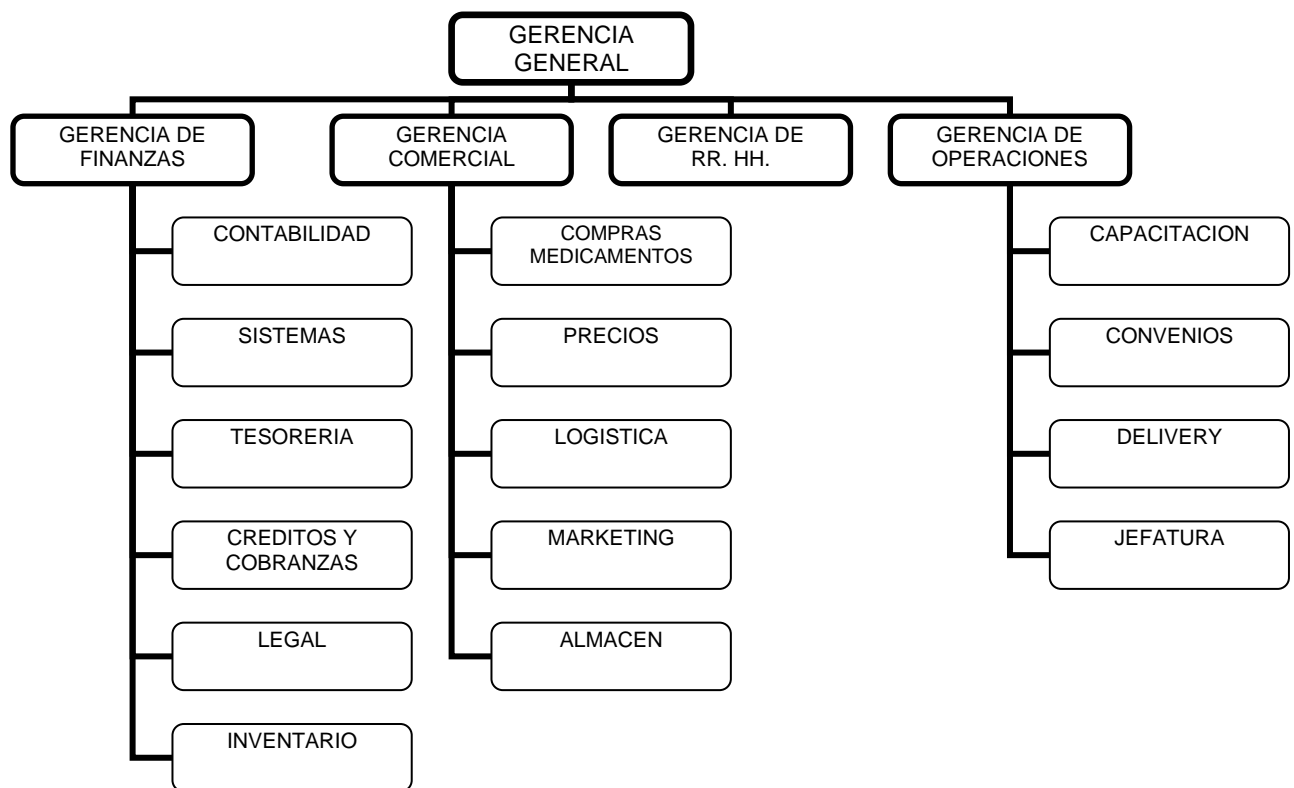 GERENCIA
GENERAL
GERENCIA DE
FINANZAS
GERENCIA
COMERCIAL
GERENCIA DE
RR. HH.
GERENCIA DE
OPERACIONES
CONTABILIDAD
COMPRAS
MEDICAMENTOS
CAPACITACION
SISTEMAS
PRECIOS
CONVENIOS
TESORERIA
LOGISTICA
DELIVERY
CREDITOS Y
COBRANZAS
MARKETING
JEFATURA
LEGAL
ALMACEN
INVENTARIO